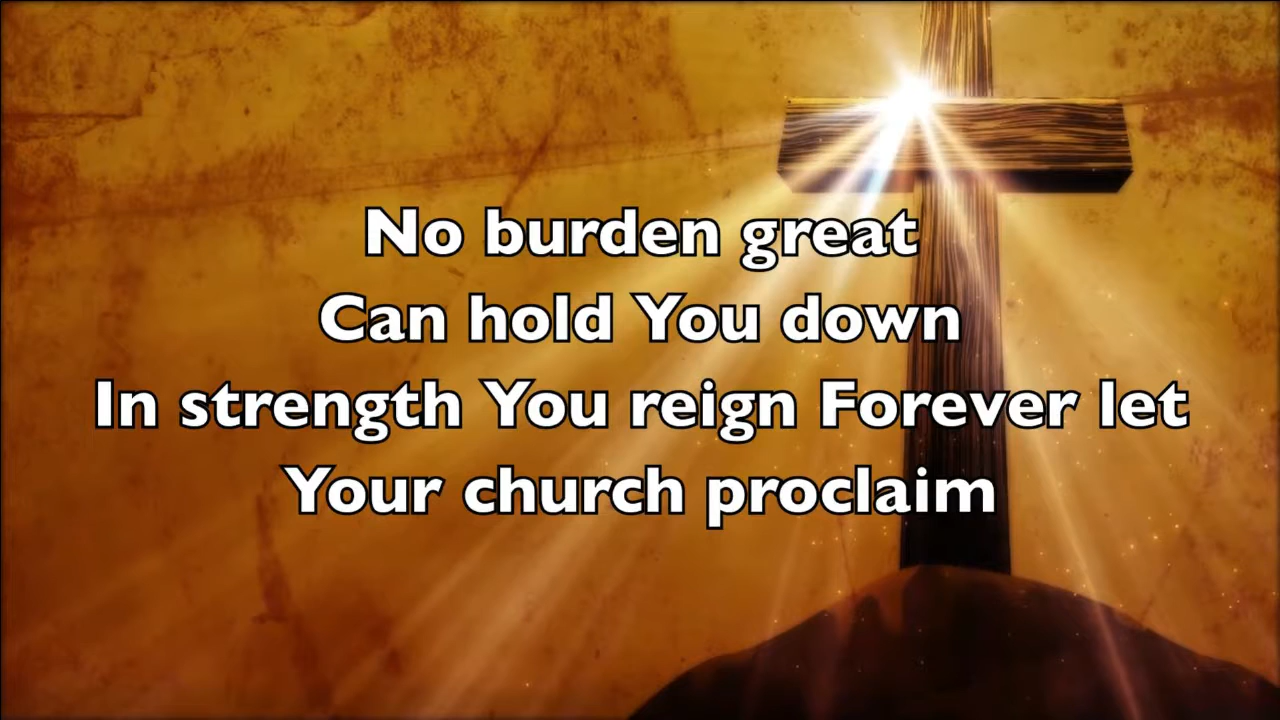 No burden great
Can hold You down
In strength You reign Forever let
Your church proclaim